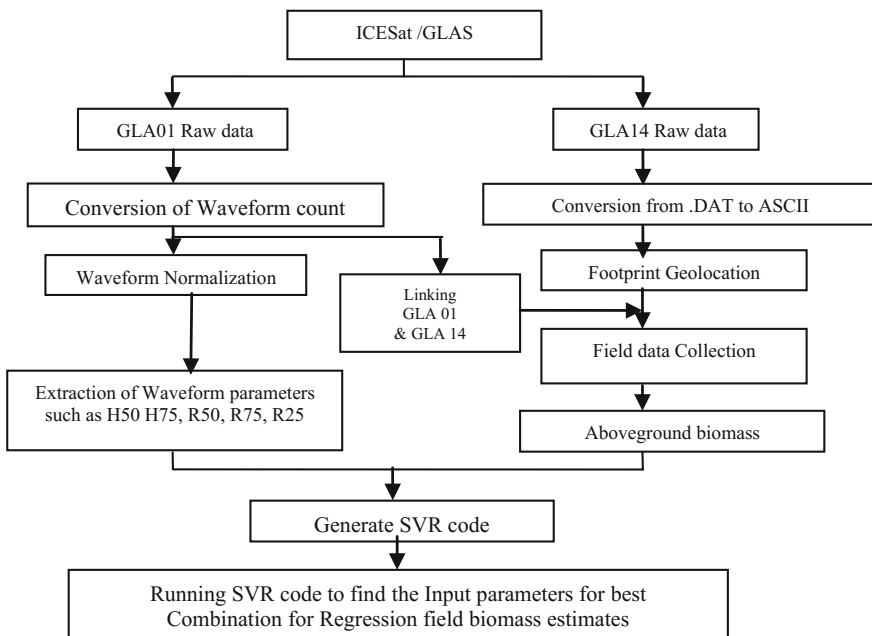 ICESat /GLAS
GLA01 Raw data
GLA14 Raw data
Conversion of Waveform count
Conversion from .DAT to ASCII
Waveform Normalization
Footprint Geolocation
Linking
GLA 01
& GLA 14
Field data Collection
Extraction of Waveform parameters
such as H50 H75, R50, R75, R25
Aboveground biomass
Generate SVR code
Running SVR code to find the Input parameters for best
Combination for Regression field biomass estimates